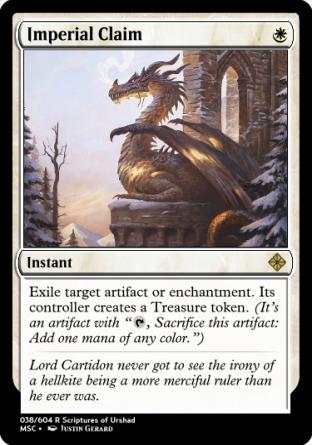 Imperial Claim
Instant
Exile target artifact or enchantment. Its
controller creates a Treasure token. (It's
an artifact with “, Sacrifice this artifact:
Add one mana of any color.”)
Lord Cartidon never got to see the irony of
a hellkite being a more merciful ruler than
he ever was.
038/604 R Scriptures of Urshad
MSC • Justin Gerard